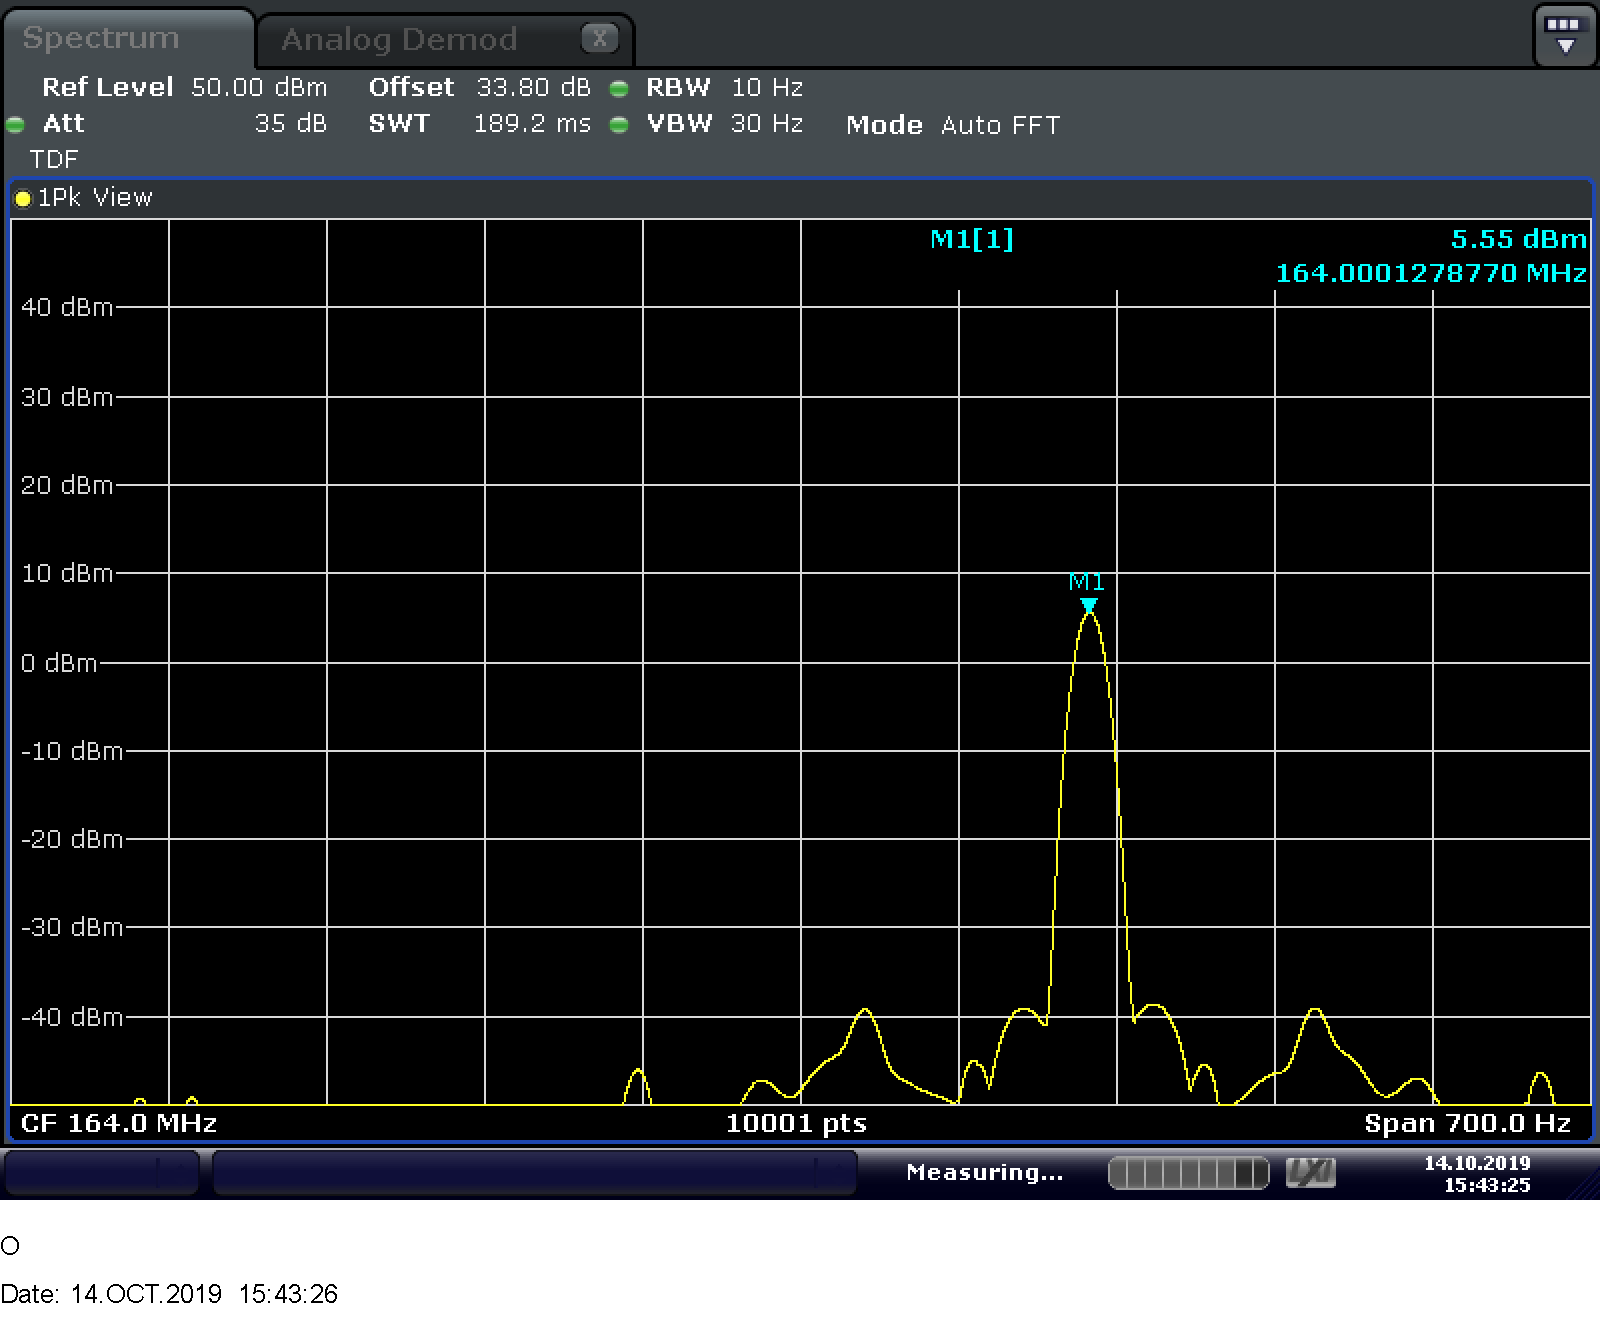 Spectrum Analog Demod X
Ref Level 50.00 dBm Offset 33.80 dB RBW 10 Hz
Att 35 dB SWT 189.2 ms VBW 30 Hz Mode Auto FFT
TDF
1Pk View
M1[1] 5.55 dBm
164.0001278770 MHz
40 dBm
30 dBm
20 dBm
10 dBm
M1
0 dBm
-10 dBm
-20 dBm
-30 dBm
-40 dBm
CF 164.0 MHz 10001 pts Span 700.0 Hz
Measuring... LXI 14.10.2019
15:43:25
O
Date: 14.OCT.2019 15:43:26